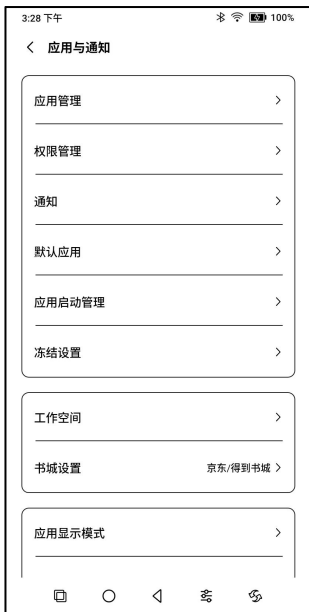 3:28 下午 100%
应用与通知
应用管理
权限管理
通知
默认应用
应用启动管理
冻结设置
工作空间
书城设置 京东/得到书城
应用显示模式